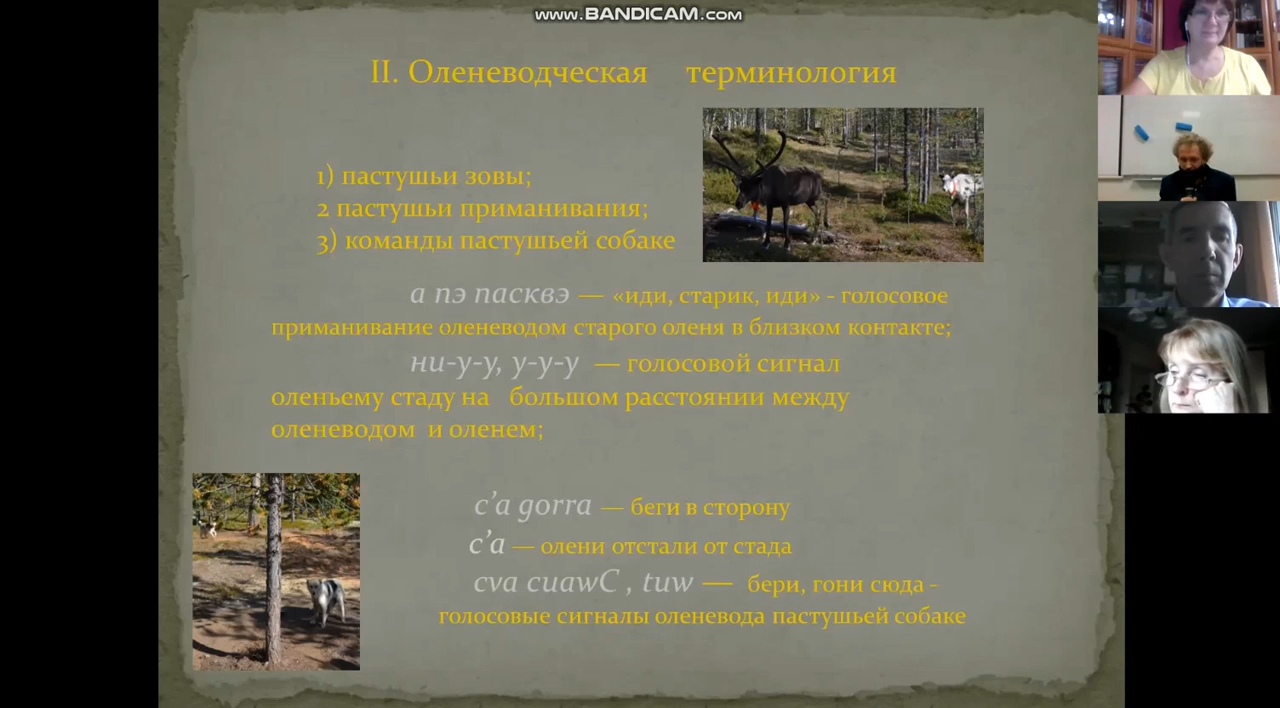 www.BANDICAM.com
II. Оленеводческая терминология
1) пастушьи зовы;
2 пастушьи приманивания;
3) команды пастушьей собаке
а пэ пасквэ — «иди, старик, иди» - голосовое
приманивание оленеводом старого оленя в близком контакте;
ни-у-у, у-у-у — голосовой сигнал
оленьему стаду на большом расстоянии между
оленеводом и оленем;
c’a gorra — беги в сторону
c’a — олени отстали от стада
cva cuawC , tuw — бери, гони сюда -
голосовые сигналы оленевода пастушьей собаке